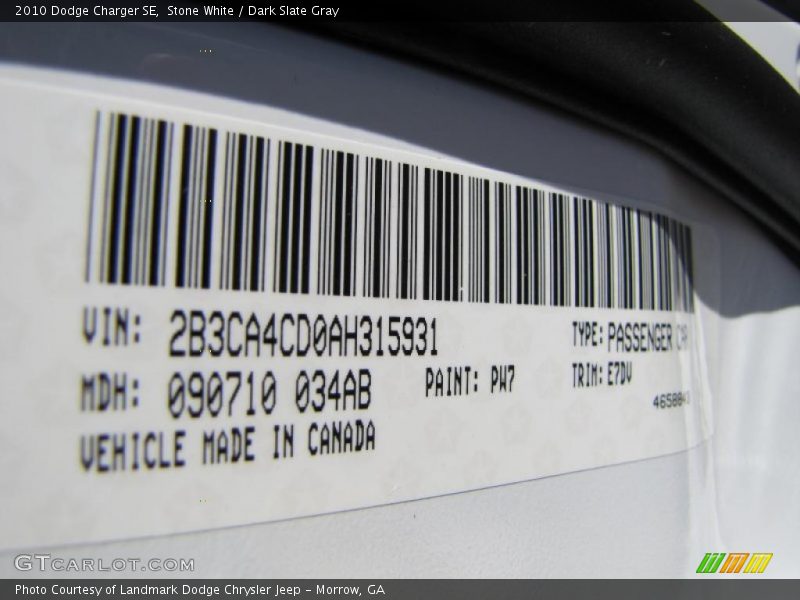 2010 Dodge Charger SE, Stone White / Dark Slate Gray
VIN: 2B3CA4CD0AH315931 TYPE: PASSENGER CAR
MDH: 090710 034AB PAINT: PW7 TRIM: E7DV
VEHICLE MADE IN CANADA
GTCARLOT.COM
Photo Courtesy of Landmark Dodge Chrysler Jeep - Morrow, GA